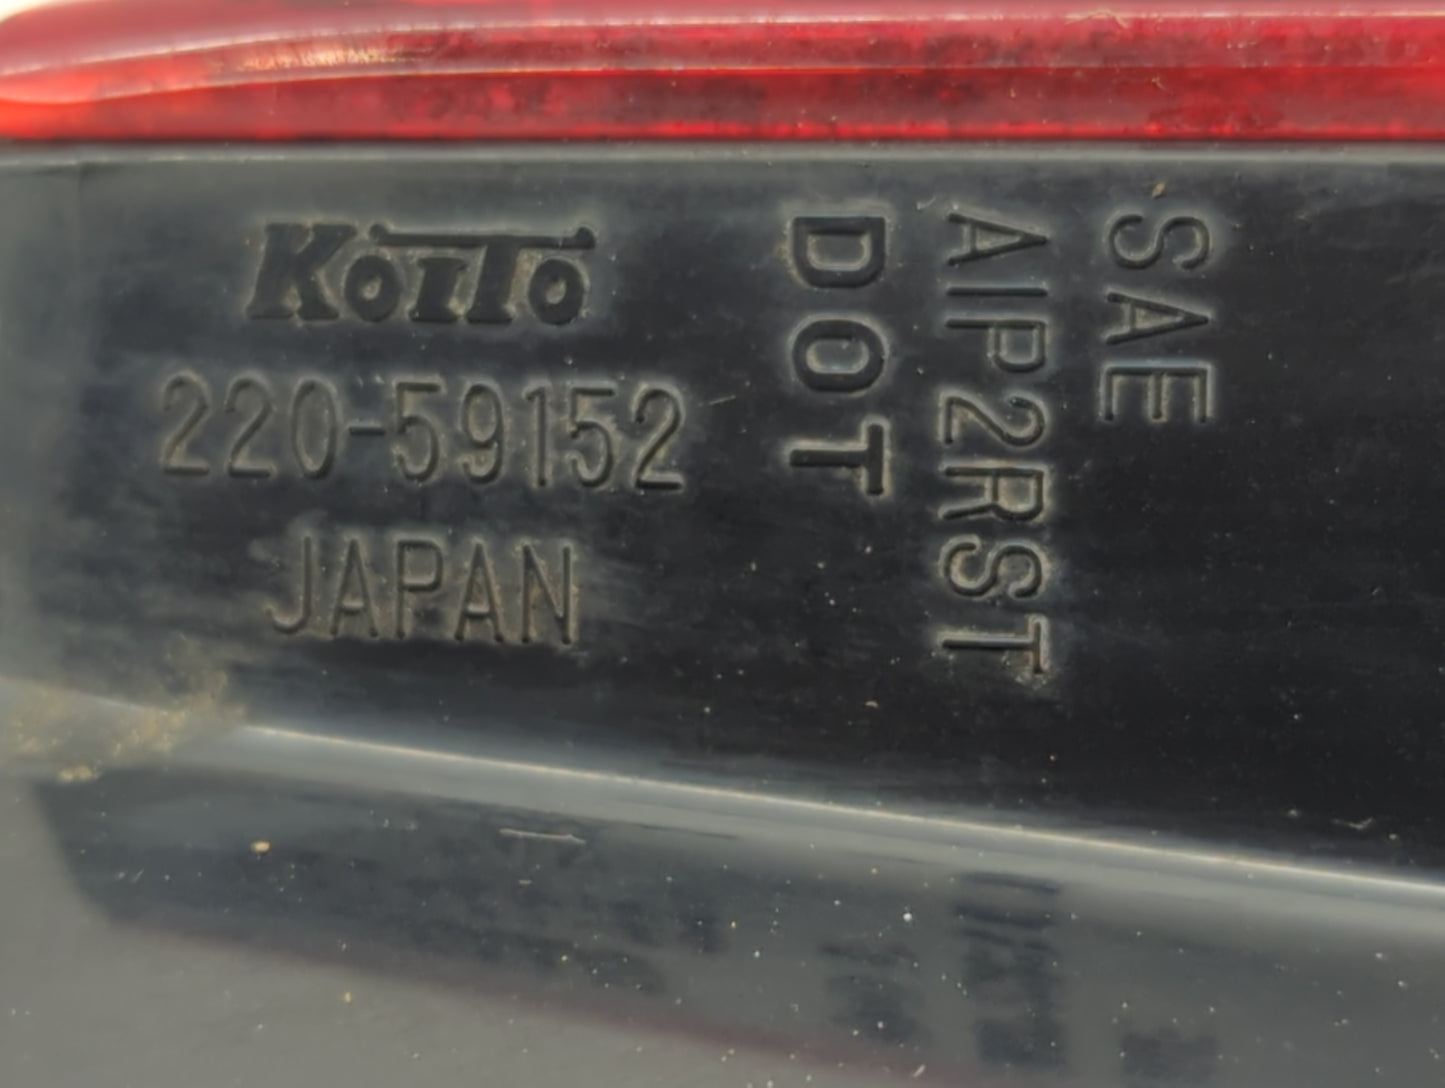 KOITO
220-59152
JAPAN
SAE
AIP2RST
DOT